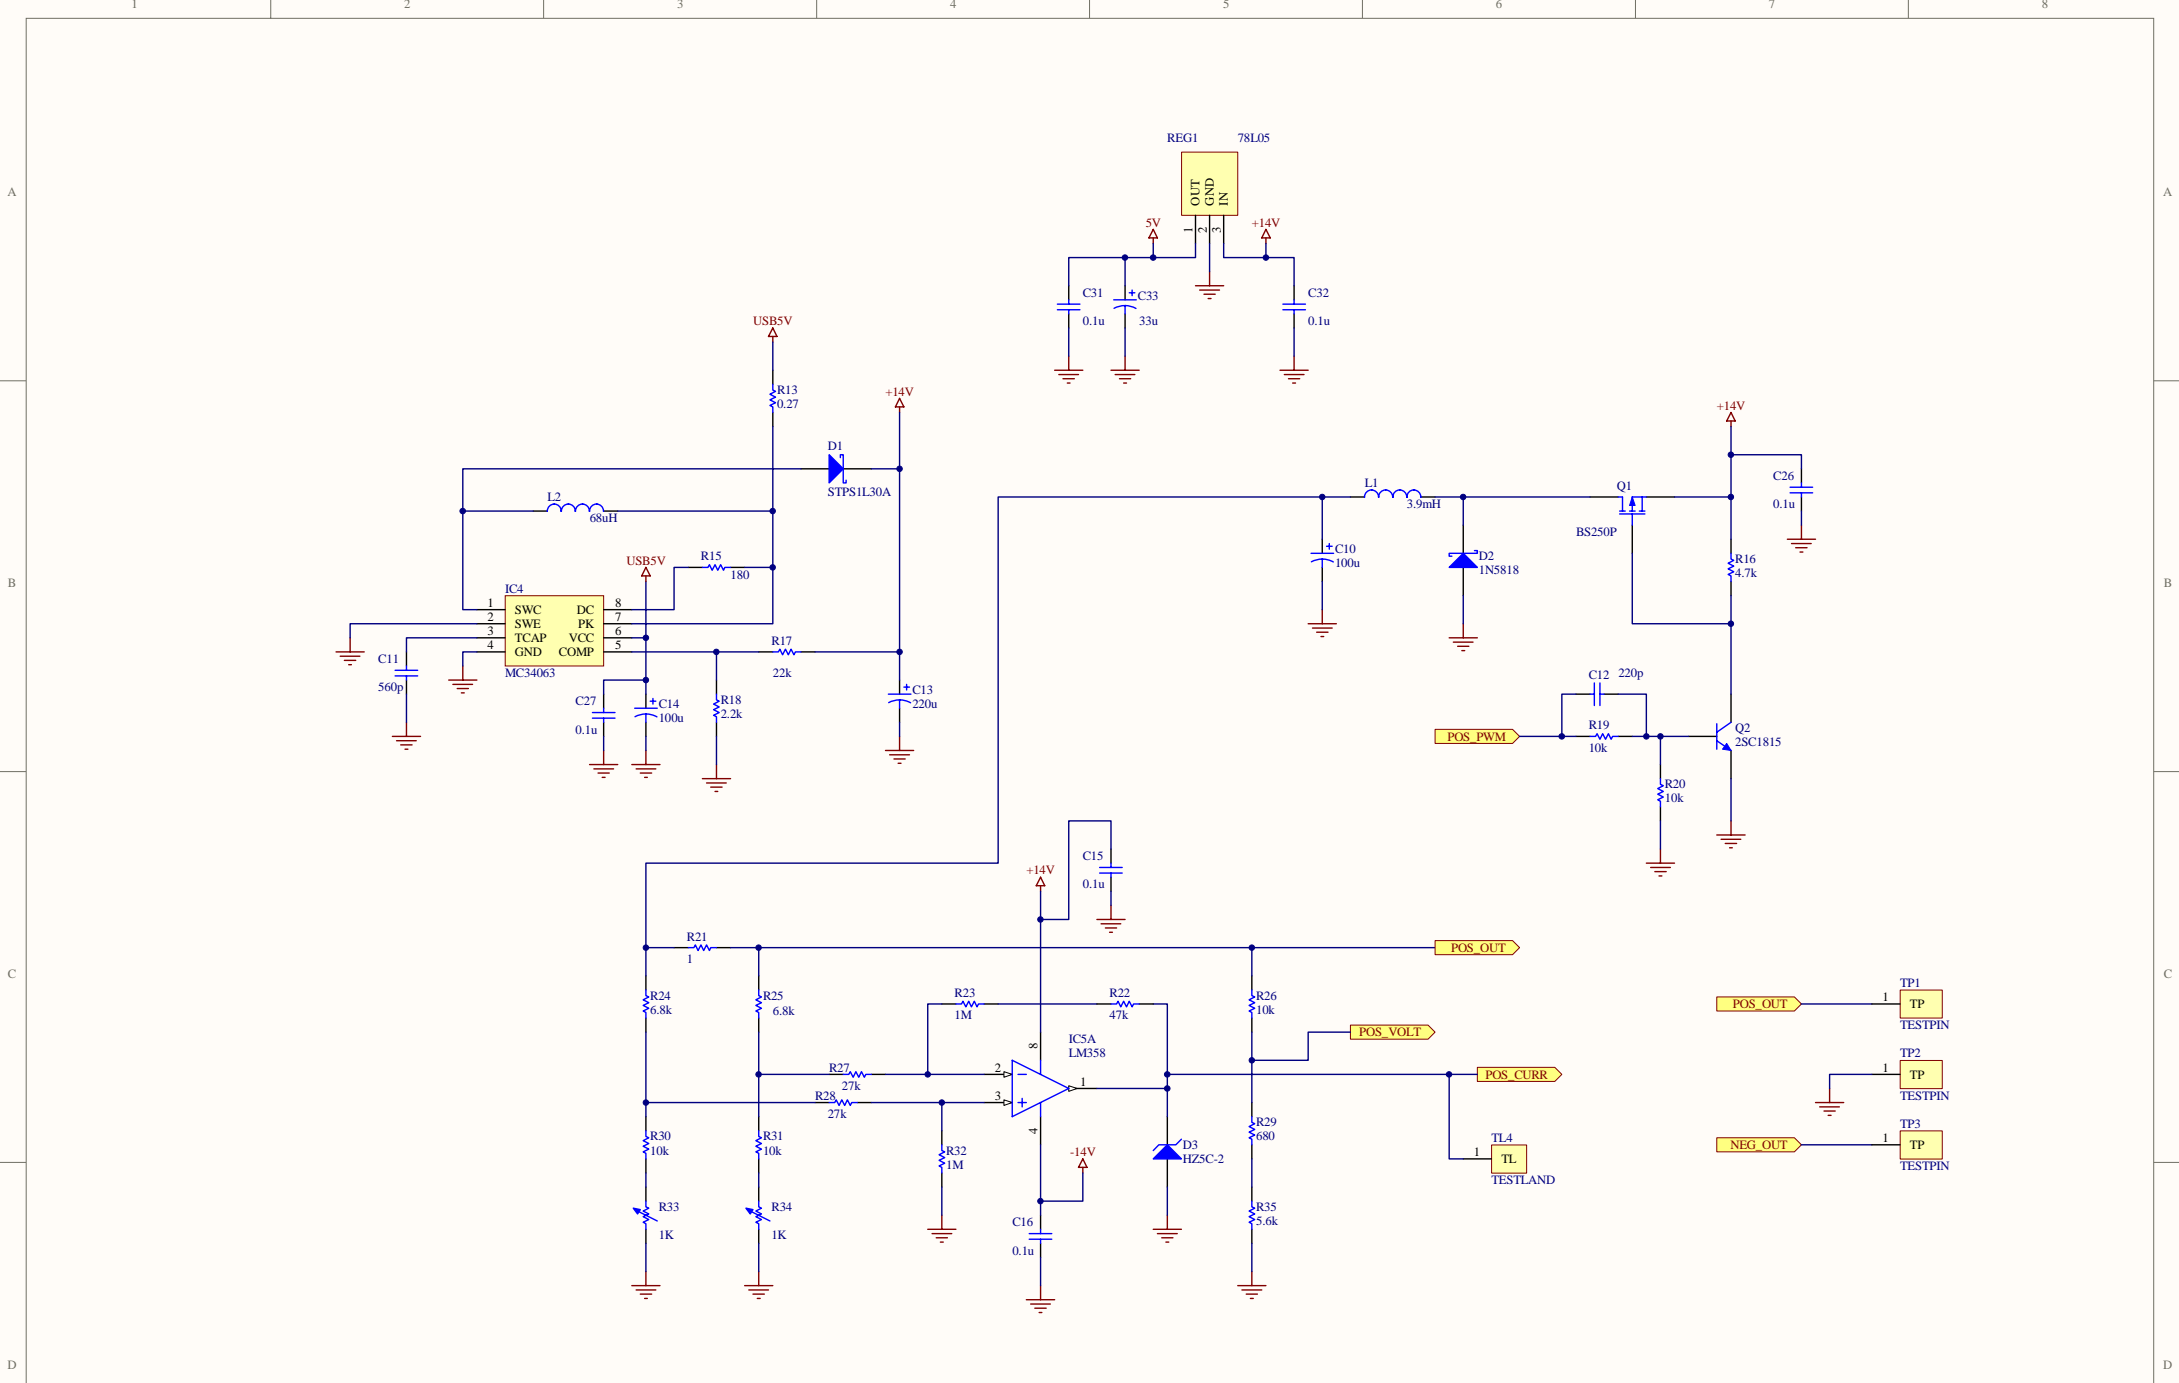 1 2 3 4 5 6 7 8
A A
REG1 78L05
OUT
GND
IN
1
2
3
5V +14V
C31
0.1u
C33
33u
C32
0.1u
USB5V
R13
0.27
+14V
D1
STPS1L30A
L2
68uH
R15
180
USB5V
IC4
1 SWC DC 8
2 SWE PK 7
3 TCAP VCC 6
4 GND COMP 5
MC34063
C11
560p
C27
0.1u
C14
100u
R17
22k
R18
2.2k
C13
220u
B B
+14V
L1
3.9mH
Q1
BS250P
C26
0.1u
C10
100u
D2
1N5818
R16
4.7k
C12 220p
POS_PWM
R19
10k
Q2
2SC1815
R20
10k
C15
0.1u
+14V
C C
R21
1
POS_OUT
R24
6.8k
R25
6.8k
R23
1M
R22
47k
R26
10k
POS_VOLT
IC5A
LM358
8
R27
27k
2
1
POS_CURR
R28
27k
3
4
R30
10k
R31
10k
R32
1M
-14V
D3
HZ5C-2
R29
680
TL4
1 TL
TESTLAND
R33
1K
R34
1K
C16
0.1u
R35
5.6k
POS_OUT
TP1
1 TP
TESTPIN
TP2
1 TP
TESTPIN
NEG_OUT
TP3
1 TP
TESTPIN
D D